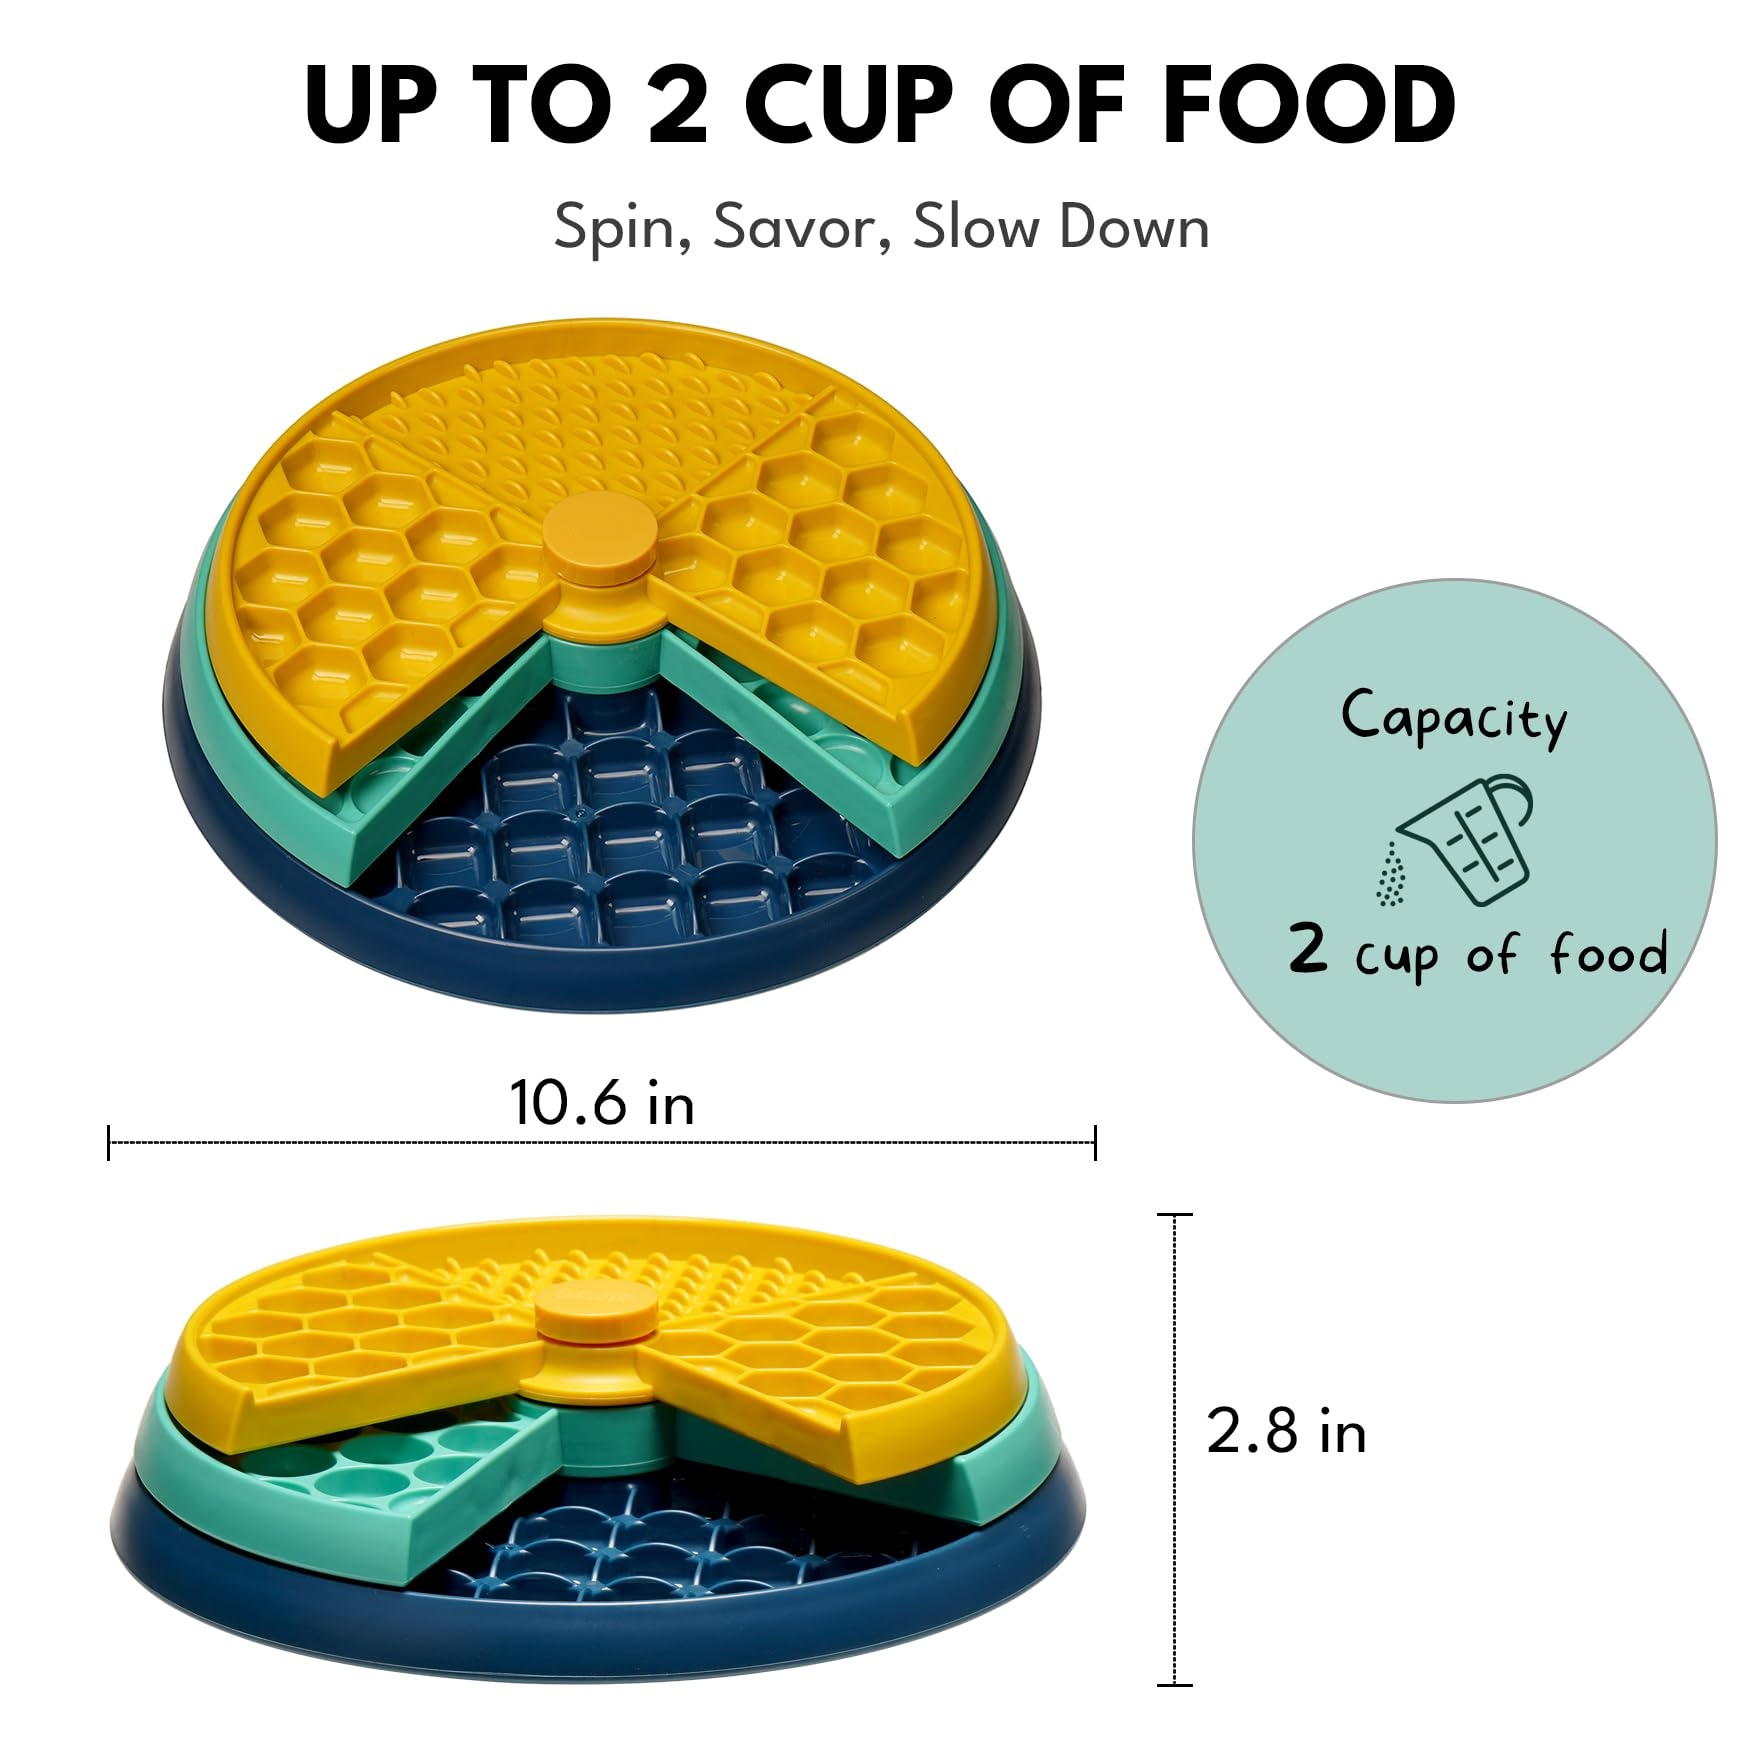 UP TO 2 CUP OF FOOD
Spin, Savor, Slow Down
Capacity
2 cup of food
10.6 in
2.8 in